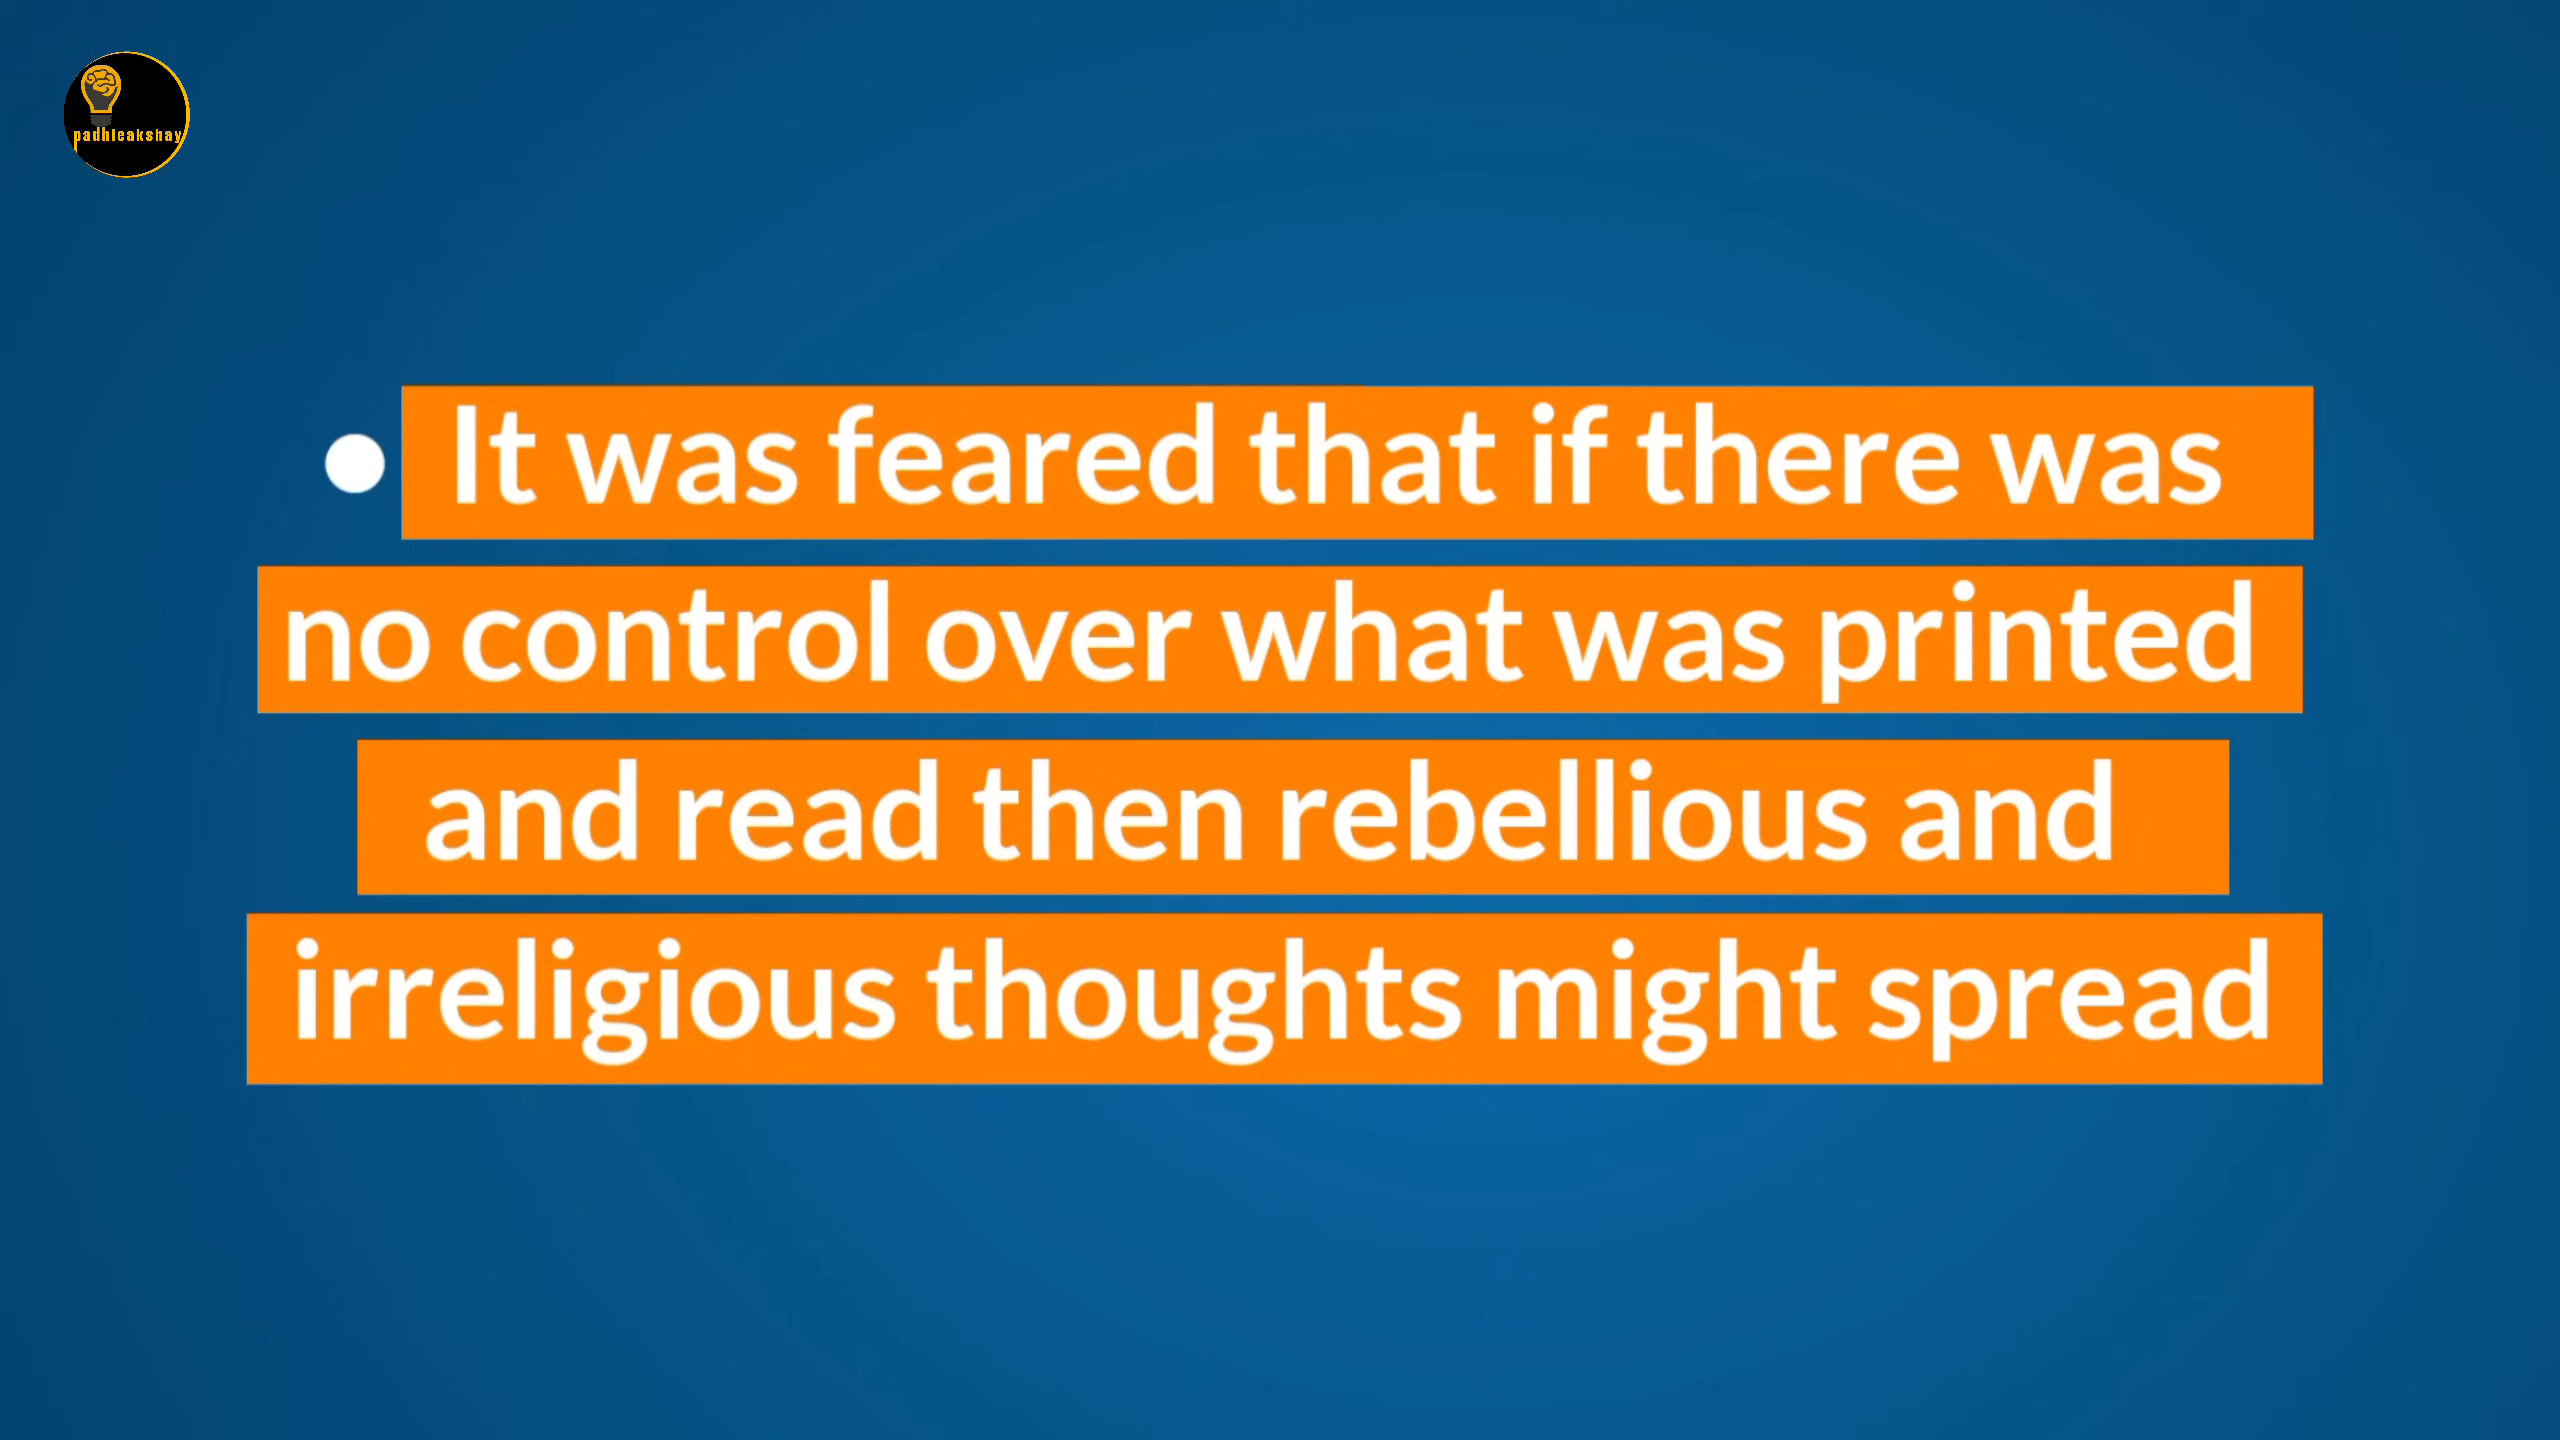 padhleakshay
• It was feared that if there was
no control over what was printed
and read then rebellious and
irreligious thoughts might spread